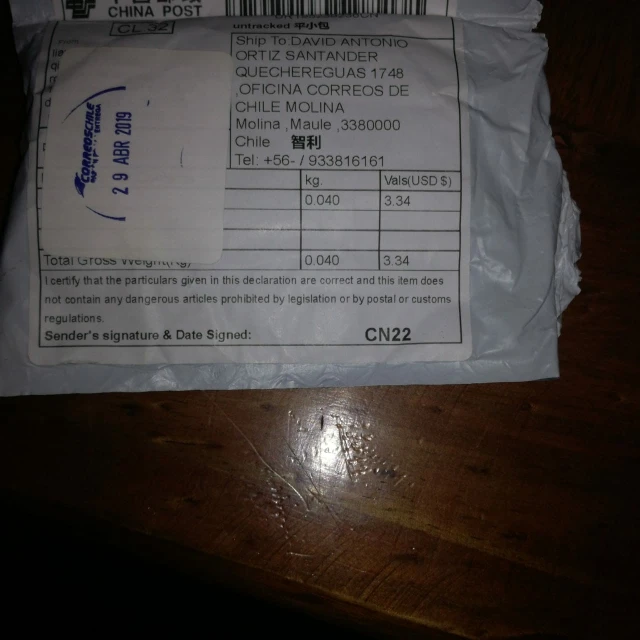 CHINA POST
CL 32
untracked 平小包
Ship To DAVID ANTONIO
ORTIZ SANTANDER
QUECHEREGUAS 1748
,OFICINA CORREOS DE
CHILE MOLINA
Molina ,Maule ,3380000
Chile 智利
Tel: +56- / 933816161
CORREOSCHILE
29 ABR 2019
kg. Vals(USD $)
0.040 3.34
Total Gross Weight(Kg) 0.040 3.34
I certify that the particulars given in this declaration are correct and this item does
not contain any dangerous articles prohibited by legislation or by postal or customs
regulations.
Sender's signature & Date Signed: CN22